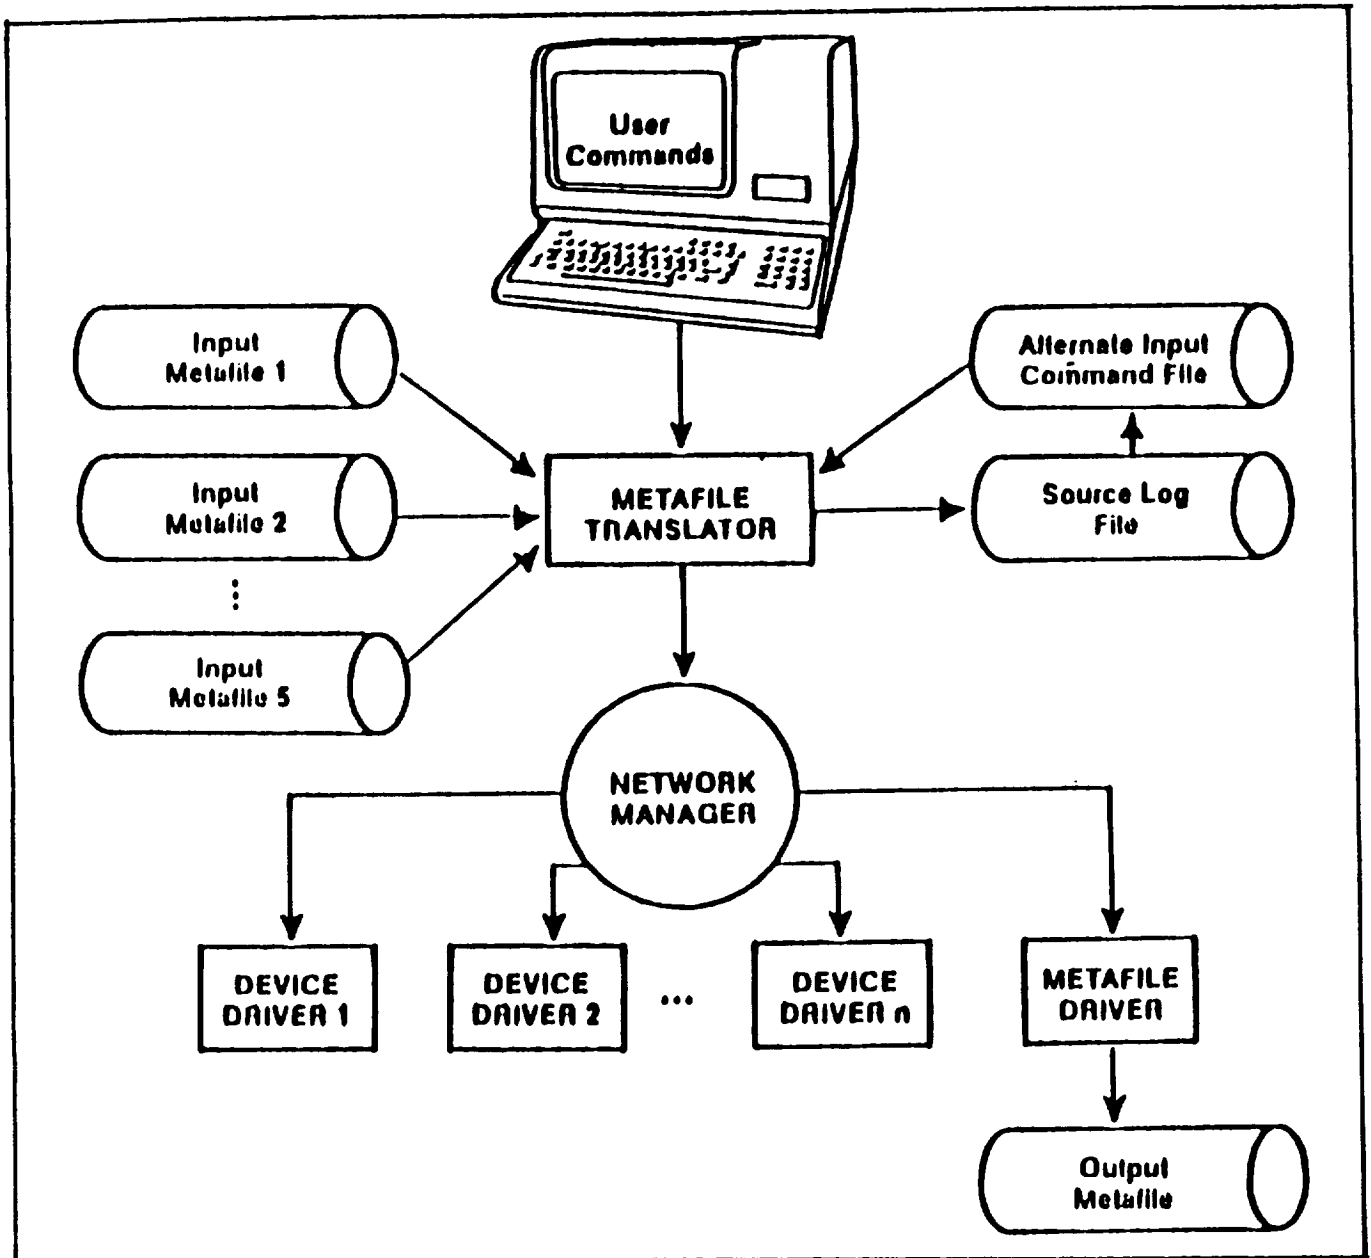 User
Commands
Input
Metafile 1
Alternate Input
Command File
Input
Metafile 2
METAFILE
TRANSLATOR
Source Log
File
⋮
Input
Metafile 5
NETWORK
MANAGER
DEVICE
DRIVER 1
DEVICE
DRIVER 2
...
DEVICE
DRIVER n
METAFILE
DRIVER
Output
Metafile